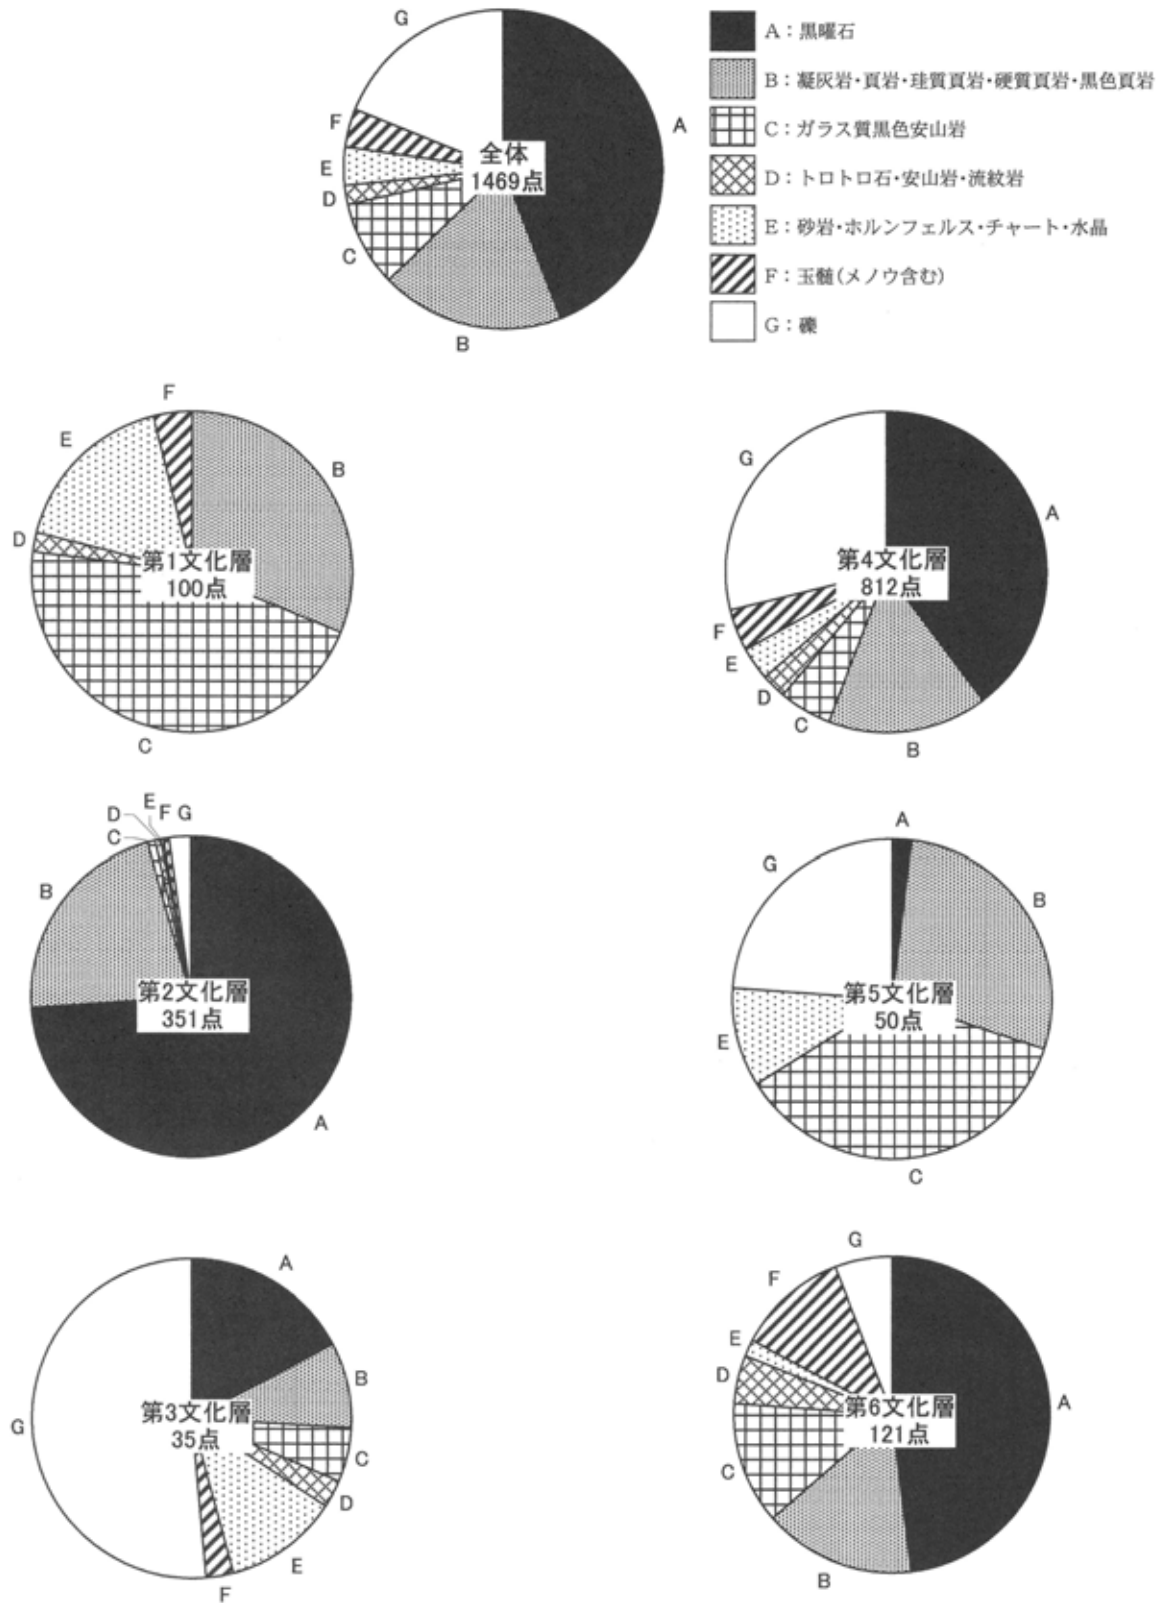 G
A
F
E
D
C
B
全体
1469点
A：黒曜石
B：凝灰岩・頁岩・珪質頁岩・硬質頁岩・黒色頁岩
C：ガラス質黒色安山岩
D：トロトロ石・安山岩・流紋岩
E：砂岩・ホルンフェルス・チャート・水晶
F：玉髄（メノウ含む）
G：礫
F
E
B
D
C
第1文化層
100点
G
A
F
E
D
C
B
第4文化層
812点
E
F G
D
C
B
A
第2文化層
351点
A
G
B
E
C
第5文化層
50点
A
B
G
C
D
E
F
第3文化層
35点
G
F
E
D
A
C
B
第6文化層
121点